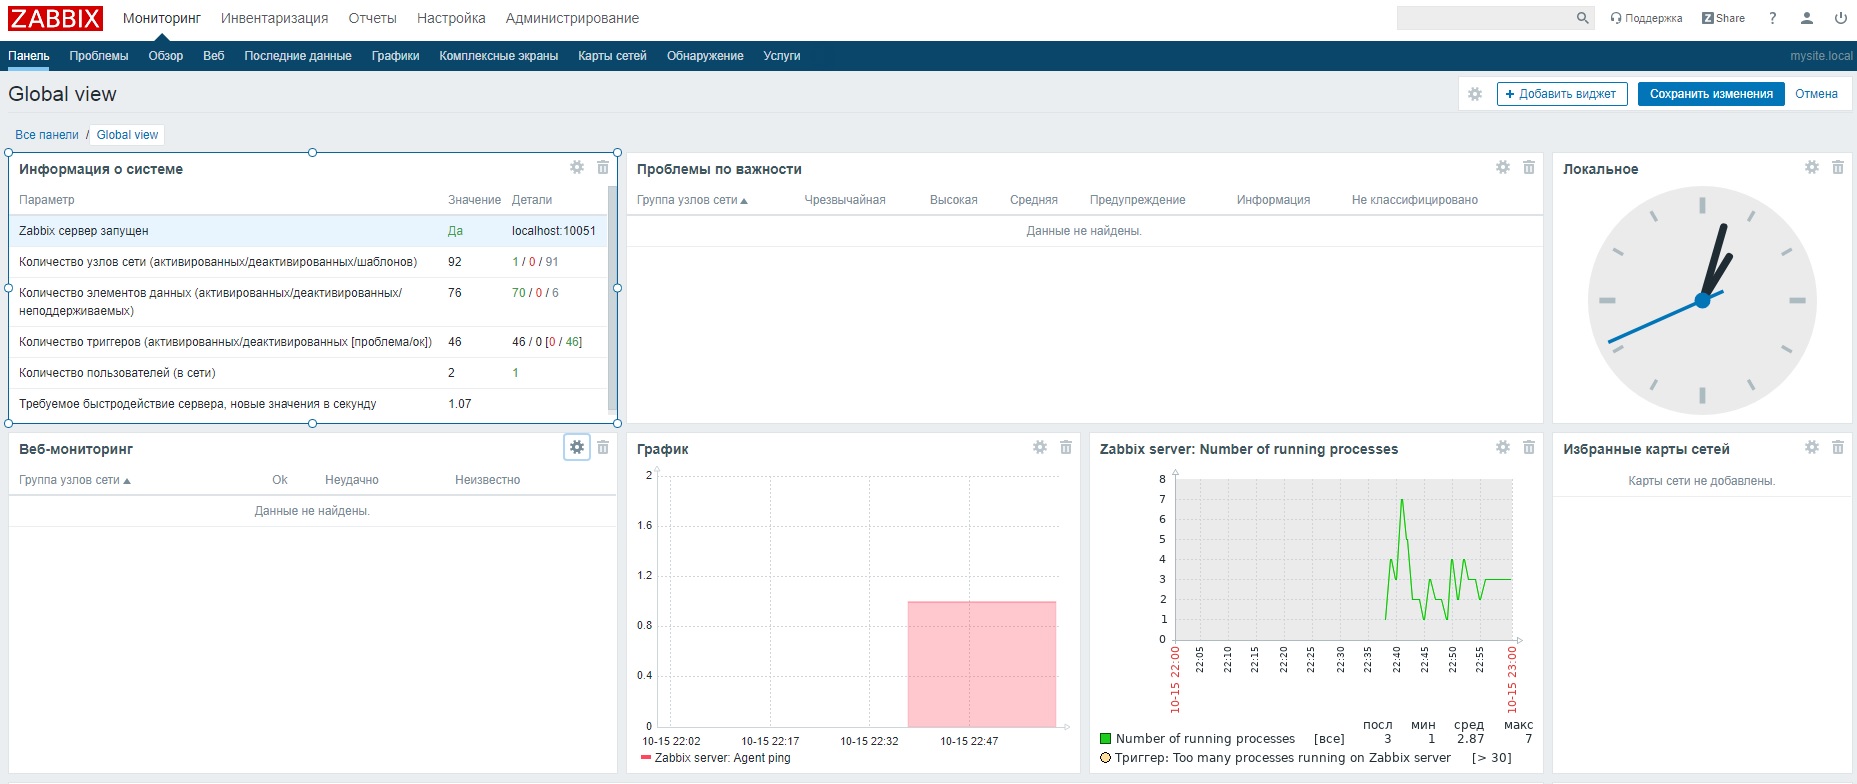 ZABBIX Мониторинг Инвентаризация Отчеты Настройка Администрирование Поддержка Z Share ?
Панель Проблемы Обзор Веб Последние данные Графики Комплексные экраны Карты сетей Обнаружение Услуги mysite.local
Global view + Добавить виджет Сохранить изменения Отмена
Все панели / Global view
Информация о системе
Параметр Значение Детали
Zabbix сервер запущен Да localhost:10051
Количество узлов сети (активированных/деактивированных/шаблонов) 92 1 / 0 / 91
Количество элементов данных (активированных/деактивированных/
неподдерживаемых) 76 70 / 0 / 6
Количество триггеров (активированных/деактивированных [проблема/ок]) 46 46 / 0 [0 / 46]
Количество пользователей (в сети) 2 1
Требуемое быстродействие сервера, новые значения в секунду 1.07
Проблемы по важности
Группа узлов сети Чрезвычайная Высокая Средняя Предупреждение Информация Не классифицировано
Данные не найдены.
Локальное
Веб-мониторинг
Группа узлов сети Ok Неудачно Неизвестно
Данные не найдены.
График
2
1.6
1.2
0.8
0.4
0
10-15 22:02 10-15 22:17 10-15 22:32 10-15 22:47
Zabbix server: Agent ping
Zabbix server: Number of running processes
8
7
6
5
4
3
2
1
0
10-15 22:00 22:05 22:10 22:15 22:20 22:25 22:30 22:35 22:40 22:45 22:50 22:55 10-15 23:00
посл мин сред макс
Number of running processes [все] 3 1 2.87 7
Триггер: Too many processes running on Zabbix server [> 30]
Избранные карты сетей
Карты сети не добавлены.